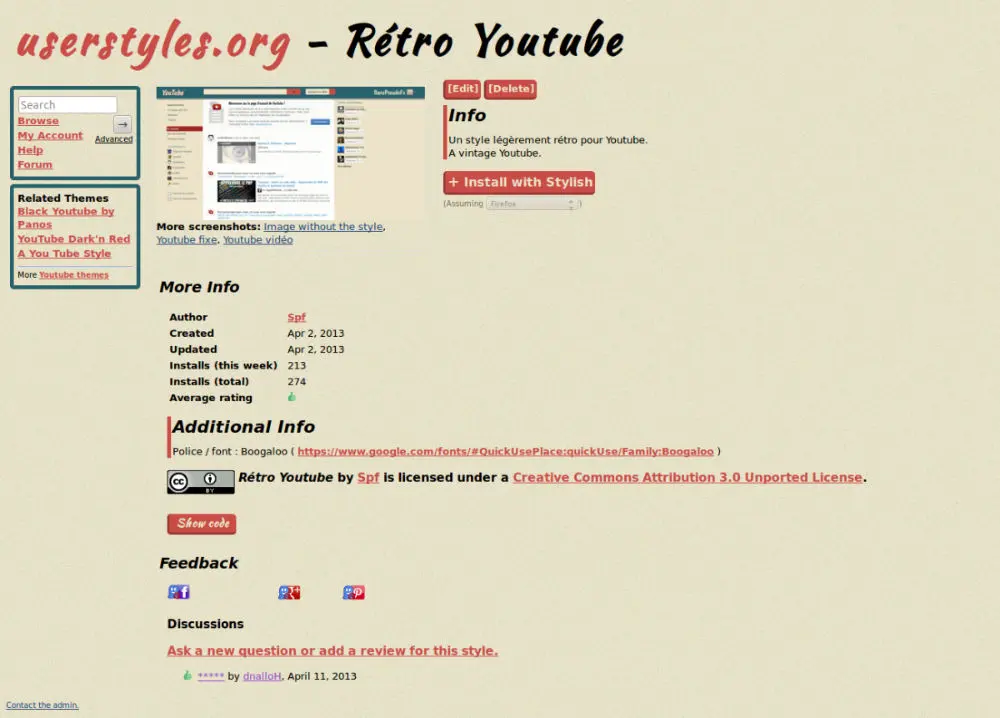 userstyles.org – Rétro Youtube
Search
Browse
→
My Account
Advanced
Help
Forum
Related Themes
Black Youtube by
Panos
YouTube Dark'n Red
A You Tube Style
More Youtube themes
YouTube
More screenshots: Image without the style,
Youtube fixe, Youtube vidéo
[Edit] [Delete]
Info
Un style légèrement rétro pour Youtube.
A vintage Youtube.
+ Install with Stylish
(Assuming Firefox )
More Info
Author Spf
Created Apr 2, 2013
Updated Apr 2, 2013
Installs (this week) 213
Installs (total) 274
Average rating
Additional Info
Police / font : Boogaloo ( https://www.google.com/fonts/#QuickUsePlace:quickUse/Family:Boogaloo )
cc BY Rétro Youtube by Spf is licensed under a Creative Commons Attribution 3.0 Unported License.
Show code
Feedback
Discussions
Ask a new question or add a review for this style.
***** by dnalloH, April 11, 2013
Contact the admin.